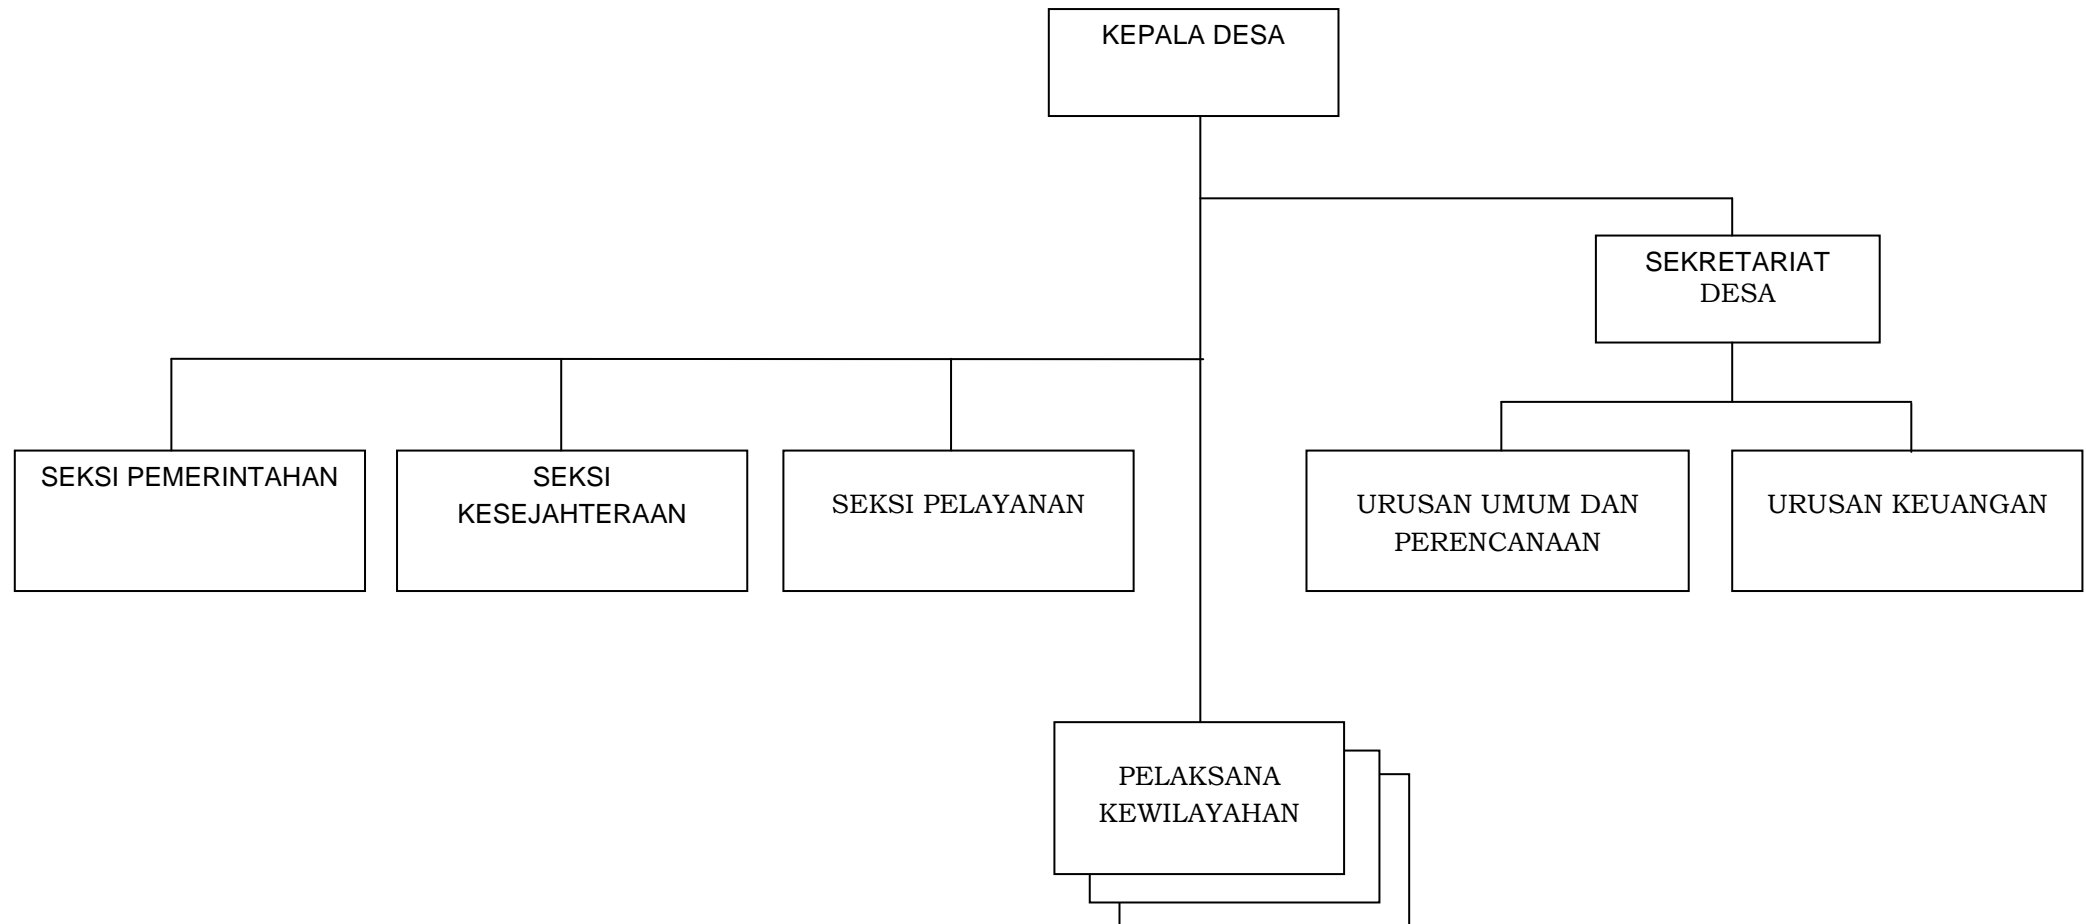 KEPALA DESA
SEKRETARIAT
DESA
SEKSI PEMERINTAHAN
SEKSI
KESEJAHTERAAN
SEKSI PELAYANAN
URUSAN UMUM DAN
PERENCANAAN
URUSAN KEUANGAN
PELAKSANA
KEWILAYAHAN